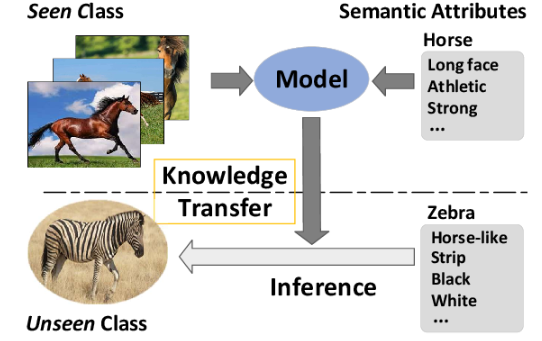 Seen Class
Semantic Attributes
Horse
Long face
Athletic
Strong
...
Model
Knowledge
Transfer
Zebra
Horse-like
Strip
Black
White
...
Inference
Unseen Class